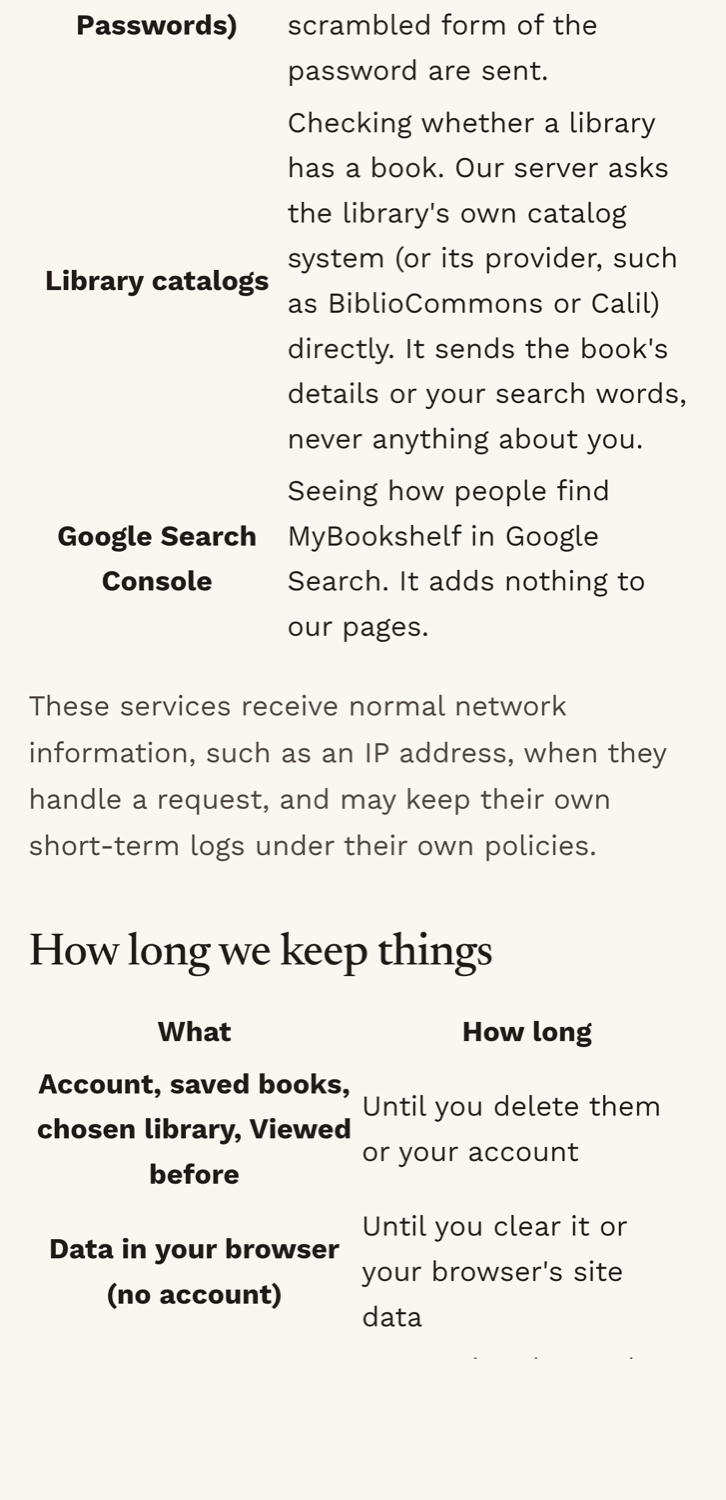 Passwords)
scrambled form of the
password are sent.
Library catalogs
Checking whether a library
has a book. Our server asks
the library's own catalog
system (or its provider, such
as BiblioCommons or Calil)
directly. It sends the book's
details or your search words,
never anything about you.
Google Search
Console
Seeing how people find
MyBookshelf in Google
Search. It adds nothing to
our pages.
These services receive normal network
information, such as an IP address, when they
handle a request, and may keep their own
short-term logs under their own policies.
How long we keep things
What
How long
Account, saved books,
chosen library, Viewed
before
Until you delete them
or your account
Data in your browser
(no account)
Until you clear it or
your browser's site
data